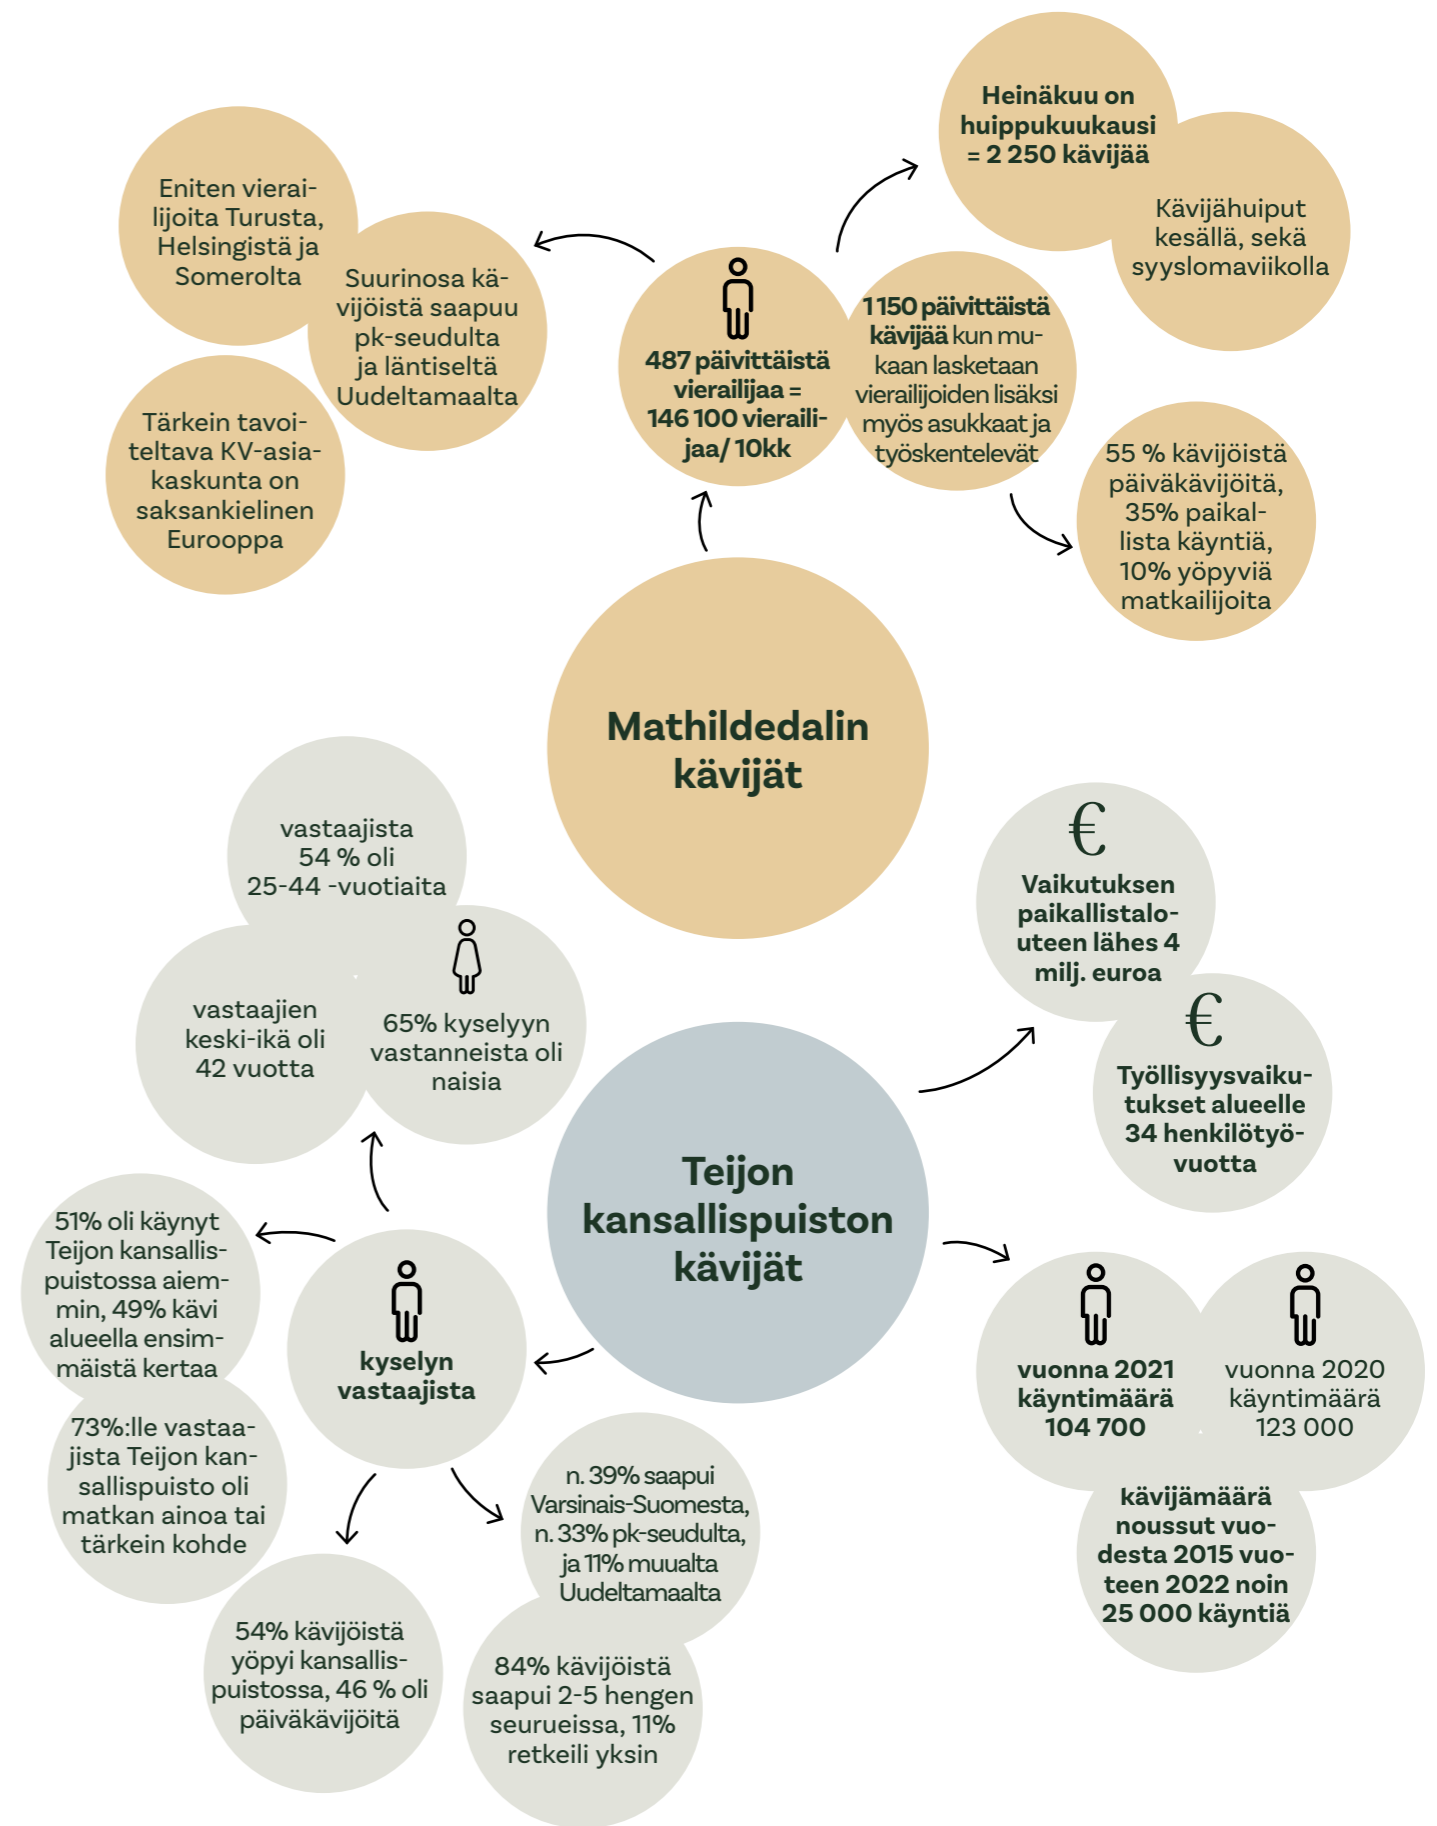 Heinäkuu on
huippukuukausi
= 2 250 kävijää
Kävijähuiput
kesällä, sekä
syyslomaviikolla
Eniten vierai-
lijoita Turusta,
Helsingistä ja
Somerolta
Suurinosa kä-
vijöistä saapuu
pk-seudulta
ja läntiseltä
Uudeltamaalta
Tärkein tavoi-
teltava KV-asia-
kaskunta on
saksankielinen
Eurooppa
487 päivittäistä
vierailijaa =
146 100 vieraili-
jaa/ 10kk
1 150 päivittäistä
kävijää kun mu-
kaan lasketaan
vierailijoiden lisäksi
myös asukkaat ja
työskentelevät
55 % kävijöistä
päiväkävijöitä,
35% paikal-
lista käyntiä,
10% yöpyviä
matkailijoita
Mathildedalin
kävijät
vastaajista
54 % oli
25-44 -vuotiaita
vastaajien
keski-ikä oli
42 vuotta
65% kyselyyn
vastanneista oli
naisia
€
Vaikutuksen
paikallistalo-
uteen lähes 4
milj. euroa
€
Työllisyysvaiku-
tukset alueelle
34 henkilötyö-
vuotta
Teijon
kansallispuiston
kävijät
51% oli käynyt
Teijon kansallis-
puistossa aiem-
min, 49% kävi
alueella ensim-
mäistä kertaa
73%:lle vastaa-
jista Teijon kan-
sallispuisto oli
matkan ainoa tai
tärkein kohde
kyselyn
vastaajista
vuonna 2021
käyntimäärä
104 700
vuonna 2020
käyntimäärä
123 000
kävijämäärä
noussut vuo-
desta 2015 vuo-
teen 2022 noin
25 000 käyntiä
n. 39% saapui
Varsinais-Suomesta,
n. 33% pk-seudulta,
ja 11% muualta
Uudeltamaalta
54% kävijöistä
yöpyi kansallis-
puistossa, 46 % oli
päiväkävijöitä
84% kävijöistä
saapui 2-5 hengen
seurueissa, 11%
retkeili yksin